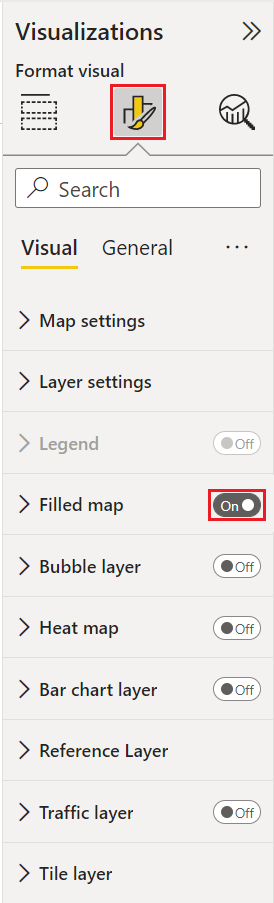 Visualizations
Format visual
Search
Visual General ...
Map settings
Layer settings
Legend Off
Filled map On
Bubble layer Off
Heat map Off
Bar chart layer Off
Reference Layer
Traffic layer Off
Tile layer